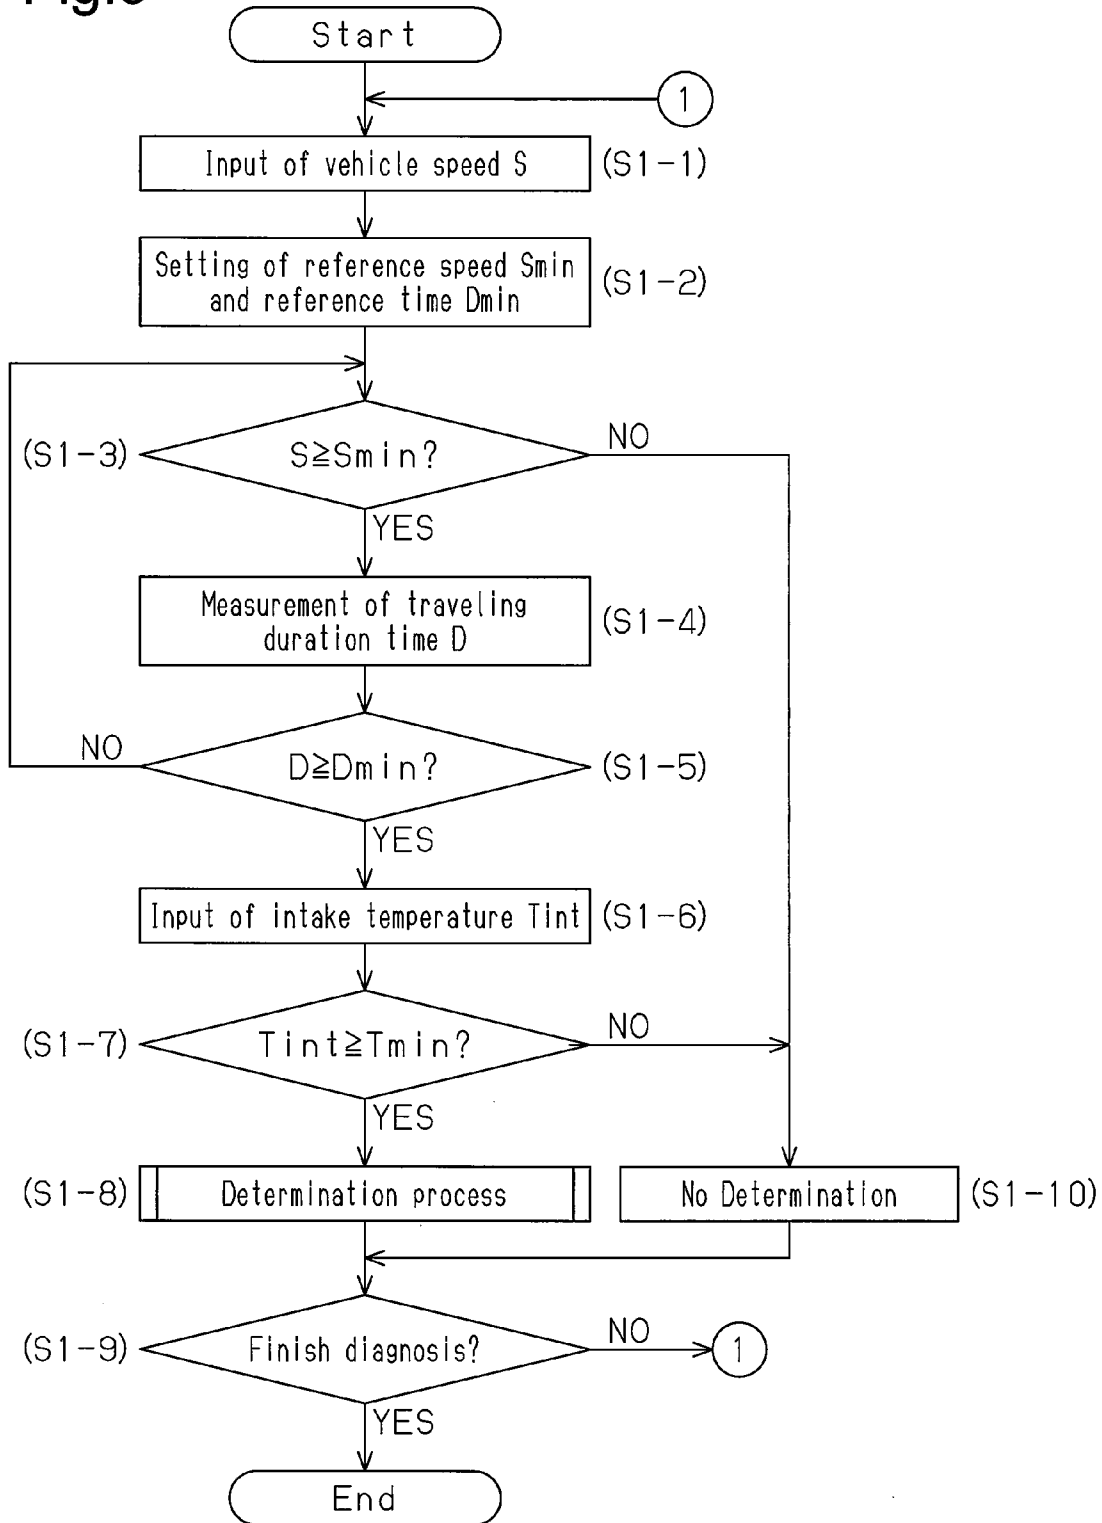 Start
1
Input of vehicle speed S (S1-1)
Setting of reference speed Smin
and reference time Dmin
(S1-2)
(S1-3)
S≧Smin?
NO
YES
Measurement of traveling
duration time D
(S1-4)
NO
D≧Dmin?
(S1-5)
YES
Input of intake temperature Tint (S1-6)
(S1-7)
Tint≧Tmin?
NO
YES
(S1-8)
Determination process
No Determination
(S1-10)
(S1-9)
Finish diagnosis?
NO
1
YES
End